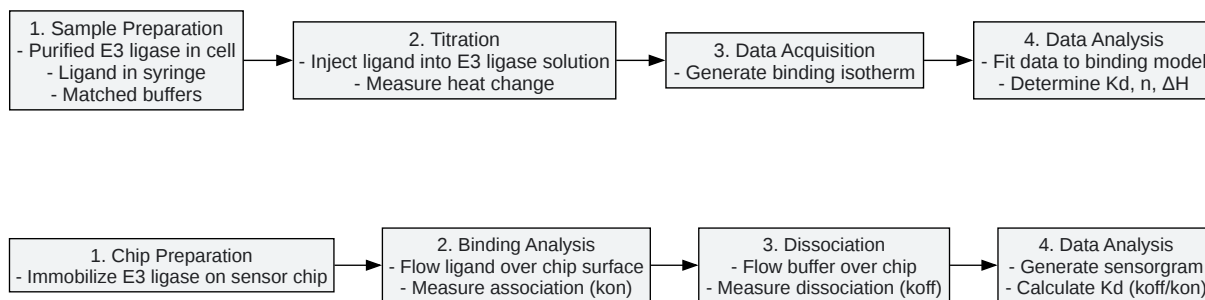 1. Sample Preparation
- Purified E3 ligase in cell
- Ligand in syringe
- Matched buffers
2. Titration
- Inject ligand into E3 ligase solution
- Measure heat change
3. Data Acquisition
- Generate binding isotherm
4. Data Analysis
- Fit data to binding model
- Determine Kd, n, ΔH
1. Chip Preparation
- Immobilize E3 ligase on sensor chip
2. Binding Analysis
- Flow ligand over chip surface
- Measure association (kon)
3. Dissociation
- Flow buffer over chip
- Measure dissociation (koff)
4. Data Analysis
- Generate sensorgram
- Calculate Kd (koff/kon)